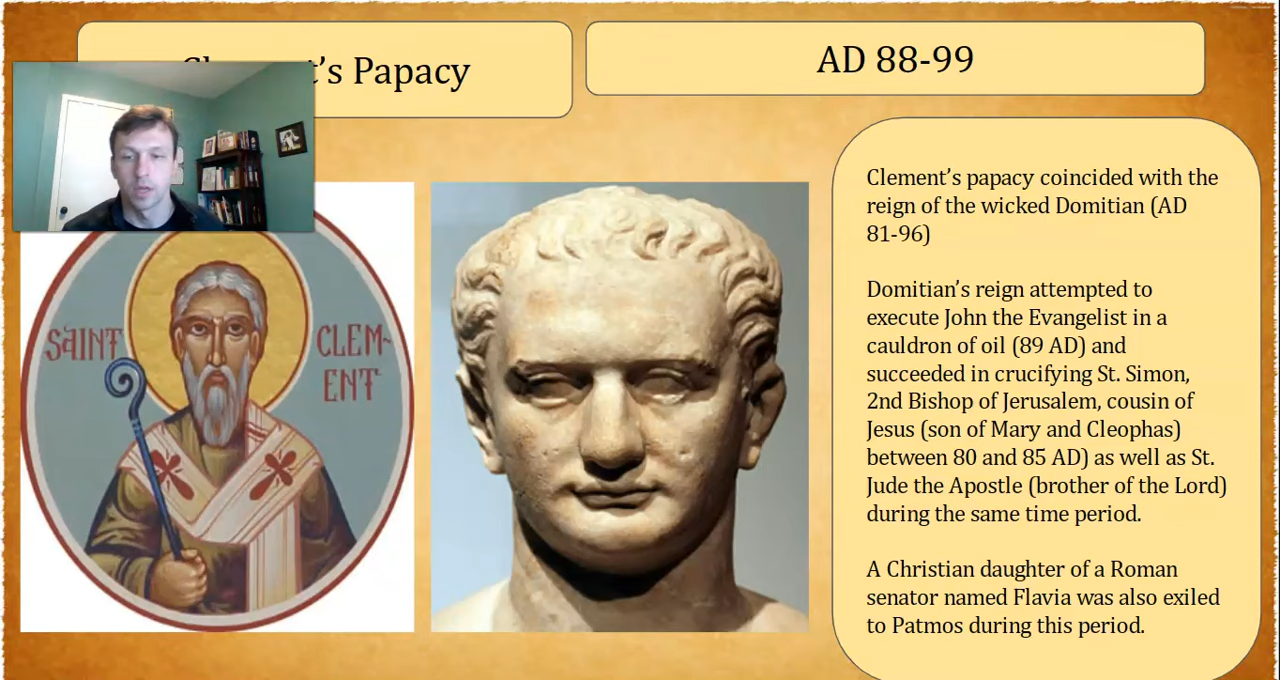 't's Papacy
AD 88-99
SAINT
CLEM-
ENT
Clement's papacy coincided with the
reign of the wicked Domitian (AD
81-96)
Domitian's reign attempted to
execute John the Evangelist in a
cauldron of oil (89 AD) and
succeeded in crucifying St. Simon,
2nd Bishop of Jerusalem, cousin of
Jesus (son of Mary and Cleophas)
between 80 and 85 AD) as well as St.
Jude the Apostle (brother of the Lord)
during the same time period.
A Christian daughter of a Roman
senator named Flavia was also exiled
to Patmos during this period.